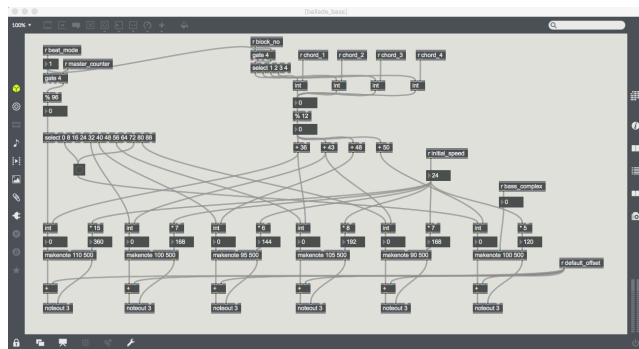 [ballade_base]
100%
r beat_mode
r block_no
1
r master_counter
gate 4
r chord_1
r chord_2
r chord_3
r chord_4
gate 4
select 1 2 3 4
% 96
int
int
int
int
0
0
% 12
0
select 0 8 16 24 32 40 48 56 64 72 80 88
+ 36
+ 43
+ 48
+ 50
r initial_speed
24
r base_complex
0
int
* 15
int
* 7
int
* 6
int
* 8
int
* 7
int
* 5
0
360
0
168
0
144
0
192
0
168
0
120
makenote 110 500
makenote 100 500
makenote 95 500
makenote 105 500
makenote 90 500
makenote 100 500
r default_offset
+
+
+
+
+
+
noteout 3
noteout 3
noteout 3
noteout 3
noteout 3
noteout 3